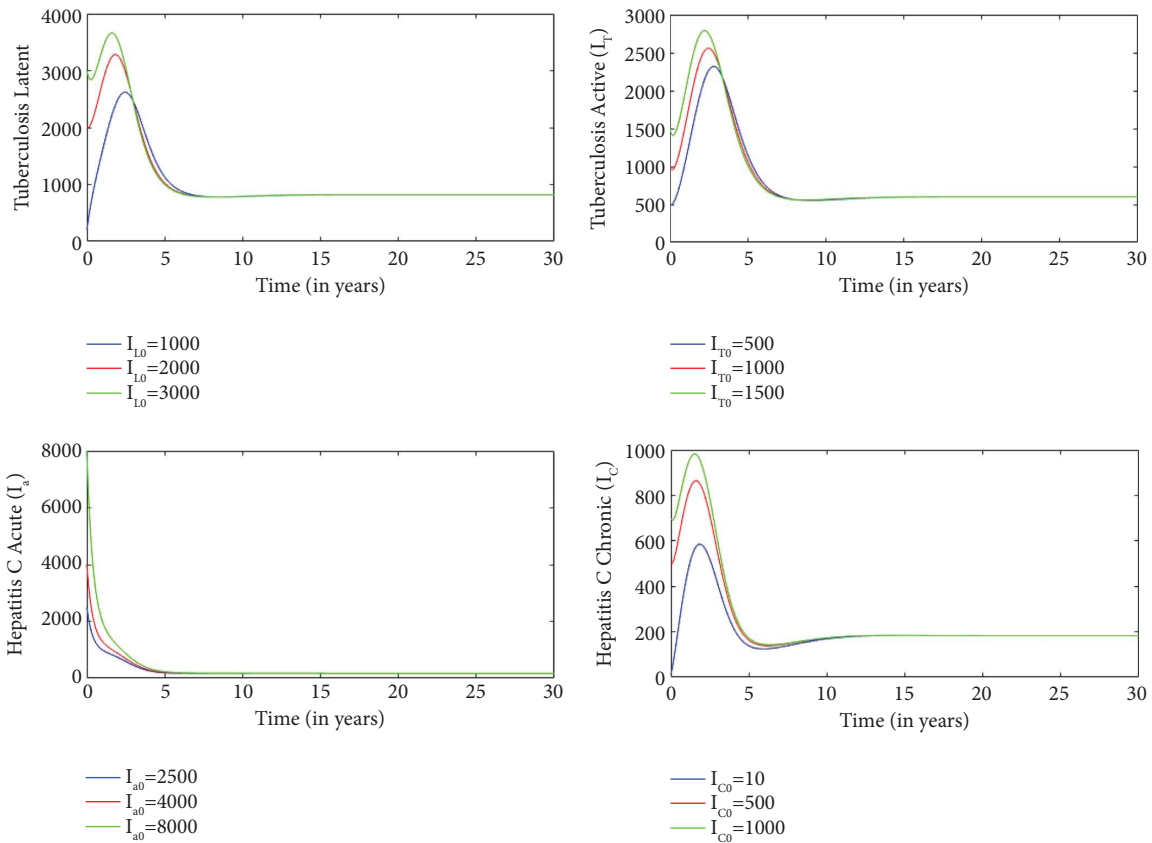 Tuberculosis Latent
4000
3000
2000
1000
0
0 5 10 15 20 25 30
Time (in years)
I_L0=1000
I_L0=2000
I_L0=3000
Tuberculosis Active (I_T)
3000
2500
2000
1500
1000
500
0
0 5 10 15 20 25 30
Time (in years)
I_T0=500
I_T0=1000
I_T0=1500
Hepatitis C Acute (I_a)
8000
6000
4000
2000
0
0 5 10 15 20 25 30
Time (in years)
I_a0=2500
I_a0=4000
I_a0=8000
Hepatitis C Chronic (I_C)
1000
800
600
400
200
0
0 5 10 15 20 25 30
Time (in years)
I_C0=10
I_C0=500
I_C0=1000